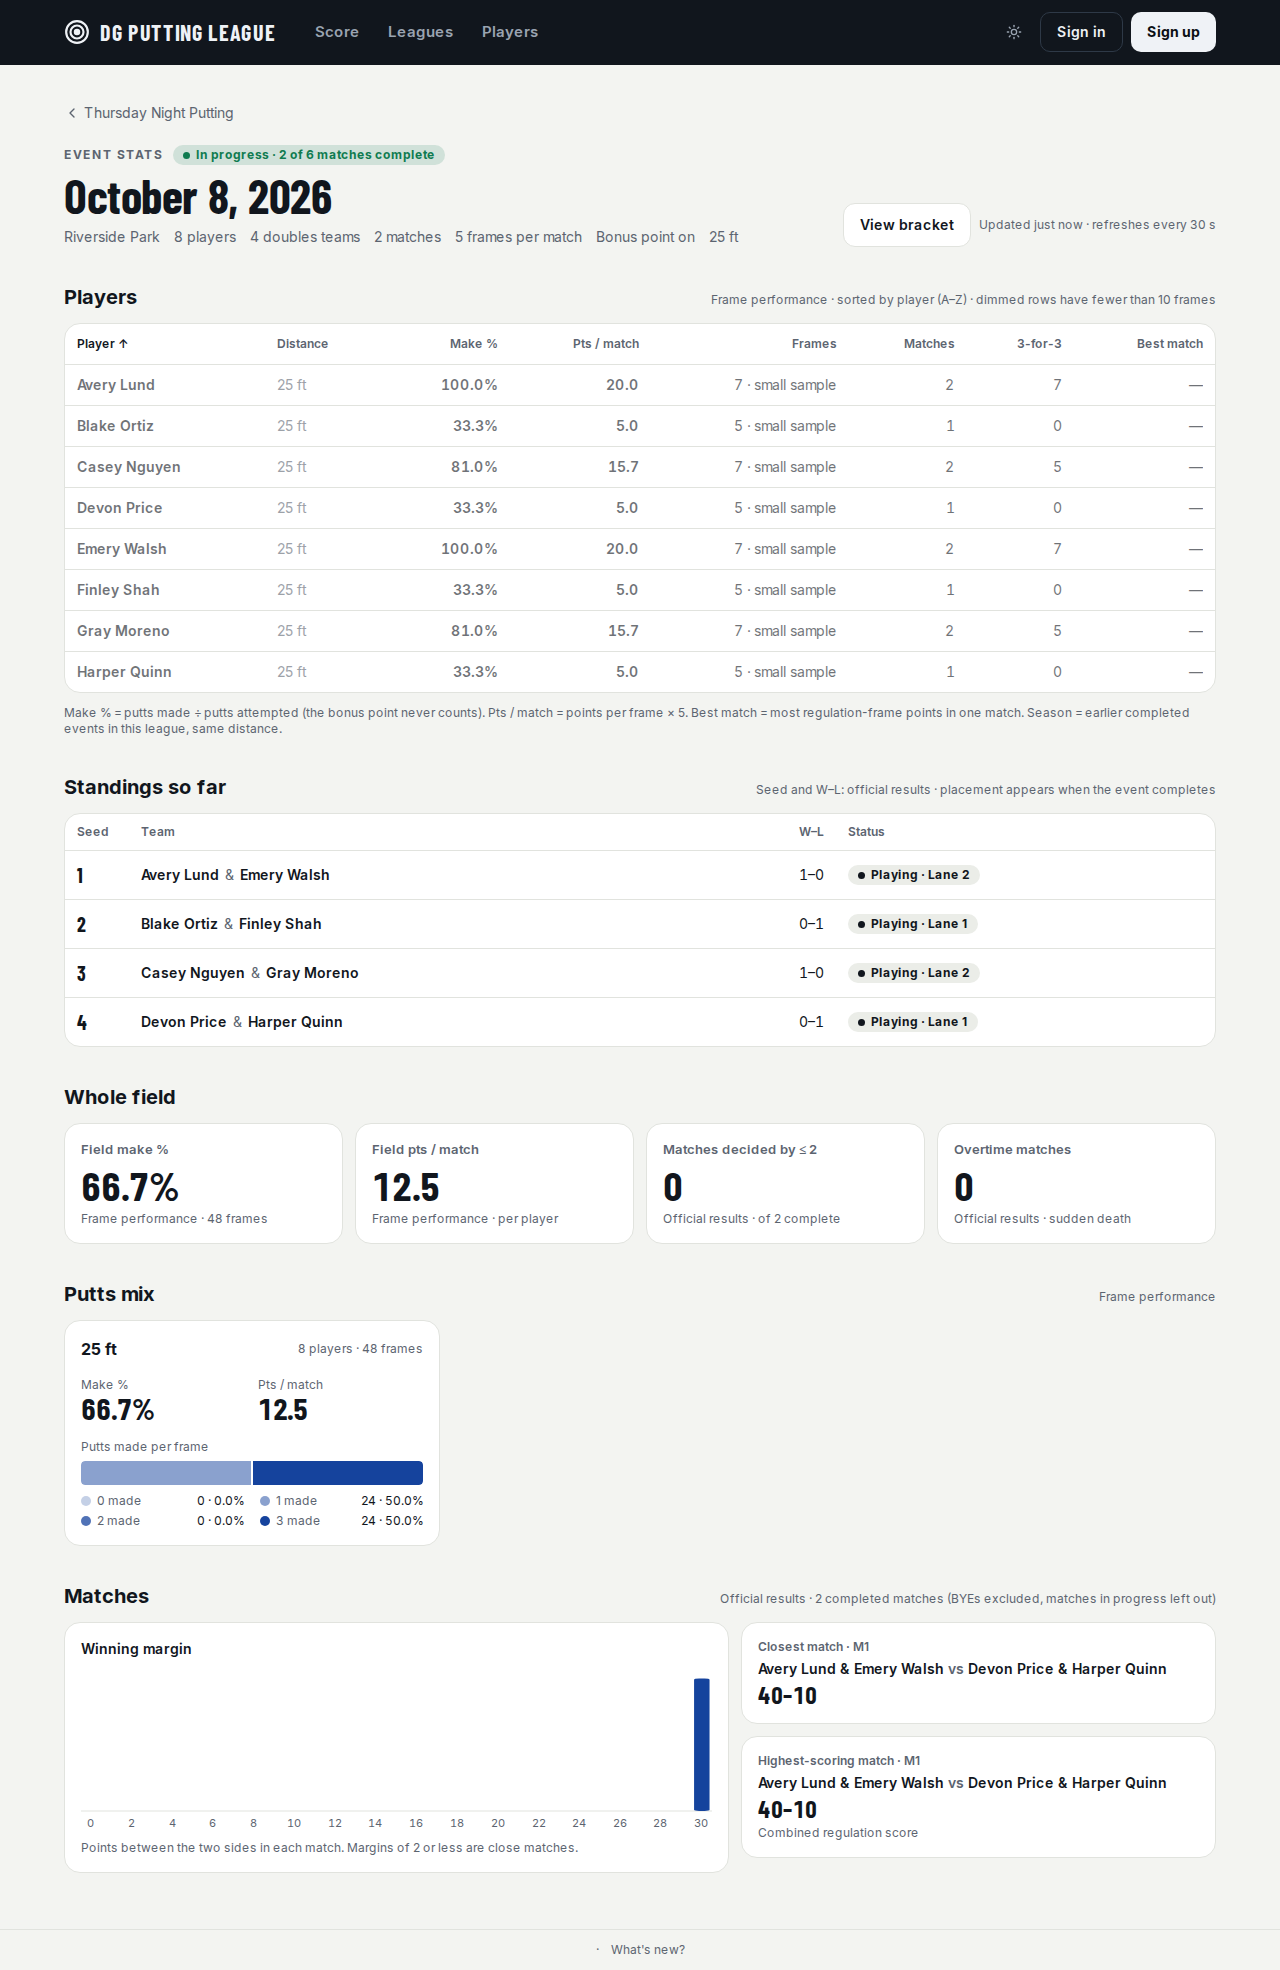 DG PUTTING LEAGUE Score Leagues Players Sign in Sign up
Thursday Night Putting
EVENT STATS In progress · 2 of 6 matches complete
October 8, 2026
Riverside Park 8 players 4 doubles teams 2 matches 5 frames per match Bonus point on 25 ft
View bracket Updated just now · refreshes every 30 s
Players Frame performance · sorted by player (A–Z) · dimmed rows have fewer than 10 frames
Player ↑ Distance Make % Pts / match Frames Matches 3-for-3 Best match
Avery Lund 25 ft 100.0% 20.0 7 · small sample 2 7 —
Blake Ortiz 25 ft 33.3% 5.0 5 · small sample 1 0 —
Casey Nguyen 25 ft 81.0% 15.7 7 · small sample 2 5 —
Devon Price 25 ft 33.3% 5.0 5 · small sample 1 0 —
Emery Walsh 25 ft 100.0% 20.0 7 · small sample 2 7 —
Finley Shah 25 ft 33.3% 5.0 5 · small sample 1 0 —
Gray Moreno 25 ft 81.0% 15.7 7 · small sample 2 5 —
Harper Quinn 25 ft 33.3% 5.0 5 · small sample 1 0 —
Make % = putts made ÷ putts attempted (the bonus point never counts). Pts / match = points per frame × 5. Best match = most regulation-frame points in one match. Season = earlier completed
events in this league, same distance.
Standings so far Seed and W–L: official results · placement appears when the event completes
Seed Team W–L Status
1 Avery Lund & Emery Walsh 1–0 Playing · Lane 2
2 Blake Ortiz & Finley Shah 0–1 Playing · Lane 1
3 Casey Nguyen & Gray Moreno 1–0 Playing · Lane 2
4 Devon Price & Harper Quinn 0–1 Playing · Lane 1
Whole field
Field make % Field pts / match Matches decided by ≤ 2 Overtime matches
66.7% 12.5 0 0
Frame performance · 48 frames Frame performance · per player Official results · of 2 complete Official results · sudden death
Putts mix Frame performance
25 ft 8 players · 48 frames
Make % Pts / match
66.7% 12.5
Putts made per frame
0 made 0 · 0.0% 1 made 24 · 50.0%
2 made 0 · 0.0% 3 made 24 · 50.0%
Matches Official results · 2 completed matches (BYEs excluded, matches in progress left out)
Winning margin
0 2 4 6 8 10 12 14 16 18 20 22 24 26 28 30
Points between the two sides in each match. Margins of 2 or less are close matches.
Closest match · M1
Avery Lund & Emery Walsh vs Devon Price & Harper Quinn
40–10
Highest-scoring match · M1
Avery Lund & Emery Walsh vs Devon Price & Harper Quinn
40–10
Combined regulation score
· What's new?